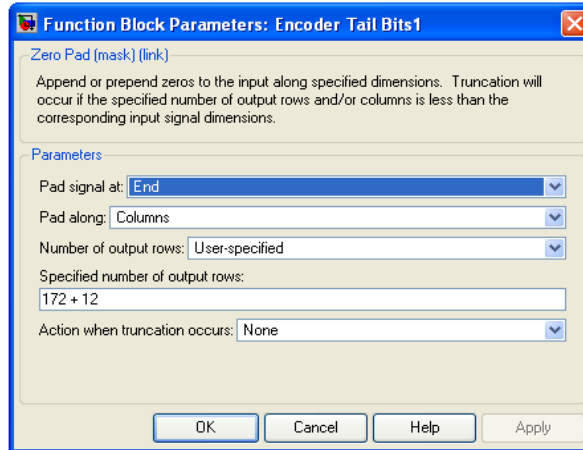 Function Block Parameters: Encoder Tail Bits1
Zero Pad (mask) (link)
Append or prepend zeros to the input along specified dimensions. Truncation will
occur if the specified number of output rows and/or columns is less than the
corresponding input signal dimensions.
Parameters
Pad signal at: End
Pad along: Columns
Number of output rows: User-specified
Specified number of output rows:
172 + 12
Action when truncation occurs: None
OK Cancel Help Apply